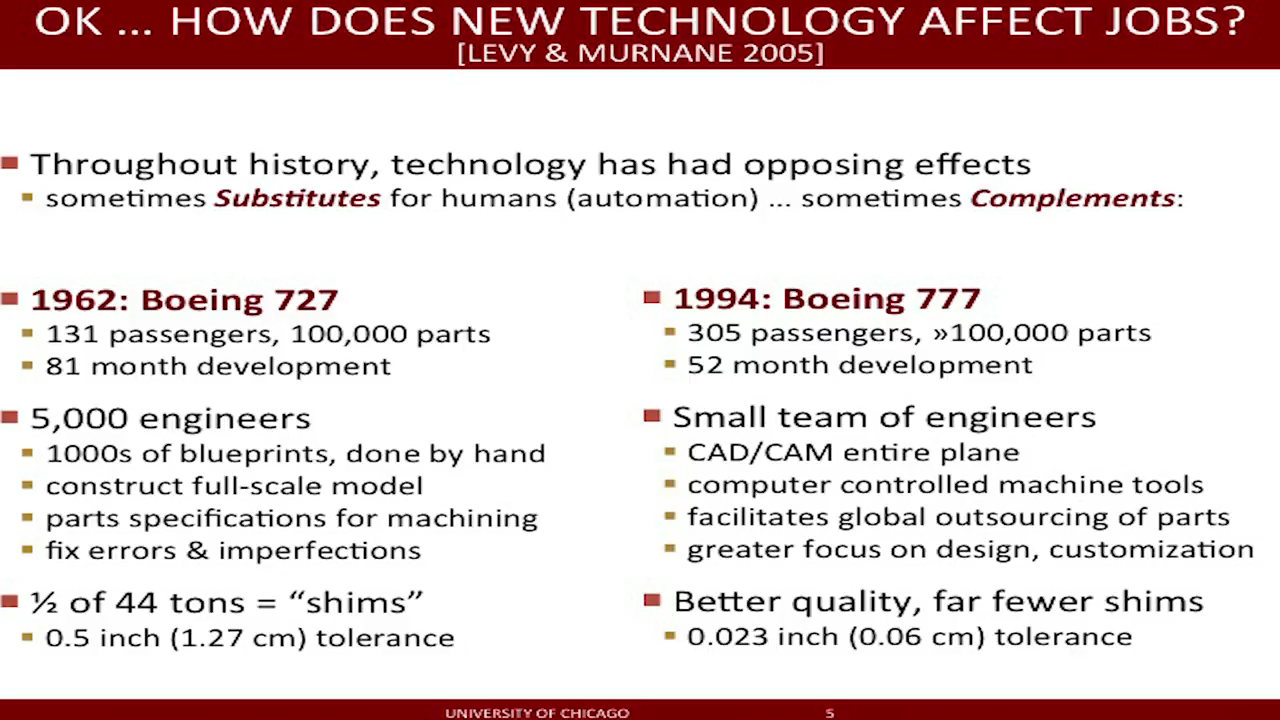 OK ... HOW DOES NEW TECHNOLOGY AFFECT JOBS?
[LEVY & MURNANE 2005]
Throughout history, technology has had opposing effects
sometimes Substitutes for humans (automation) ... sometimes Complements:
1962: Boeing 727
131 passengers, 100,000 parts
81 month development
5,000 engineers
1000s of blueprints, done by hand
construct full-scale model
parts specifications for machining
fix errors & imperfections
½ of 44 tons = “shims”
0.5 inch (1.27 cm) tolerance
1994: Boeing 777
305 passengers, »100,000 parts
52 month development
Small team of engineers
CAD/CAM entire plane
computer controlled machine tools
facilitates global outsourcing of parts
greater focus on design, customization
Better quality, far fewer shims
0.023 inch (0.06 cm) tolerance
UNIVERSITY OF CHICAGO 5